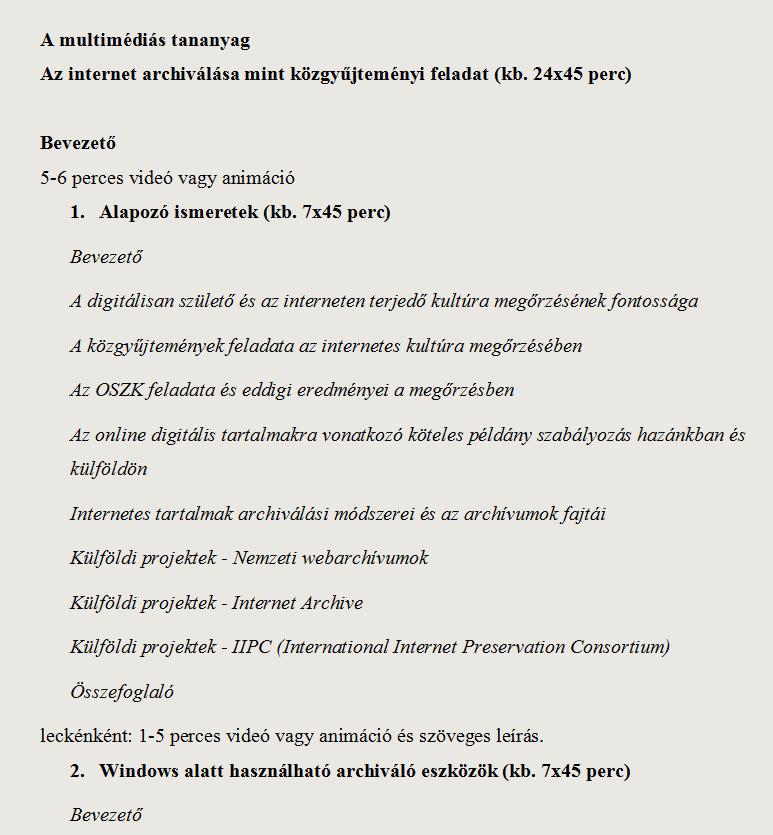 A multimédiás tananyag
Az internet archiválása mint közgyűjteményi feladat (kb. 24x45 perc)
Bevezető
5-6 perces videó vagy animáció
1. Alapozó ismeretek (kb. 7x45 perc)
Bevezető
A digitálisan születő és az interneten terjedő kultúra megőrzésének fontossága
A közgyűjtemények feladata az internetes kultúra megőrzésében
Az OSZK feladata és eddigi eredményei a megőrzésben
Az online digitális tartalmakra vonatkozó köteles példány szabályozás hazánkban és
külföldön
Internetes tartalmak archiválási módszerei és az archívumok fajtái
Külföldi projektek - Nemzeti webarchívumok
Külföldi projektek - Internet Archive
Külföldi projektek - IIPC (International Internet Preservation Consortium)
Összefoglaló
leckénként: 1-5 perces videó vagy animáció és szöveges leírás.
2. Windows alatt használható archiváló eszközök (kb. 7x45 perc)
Bevezető